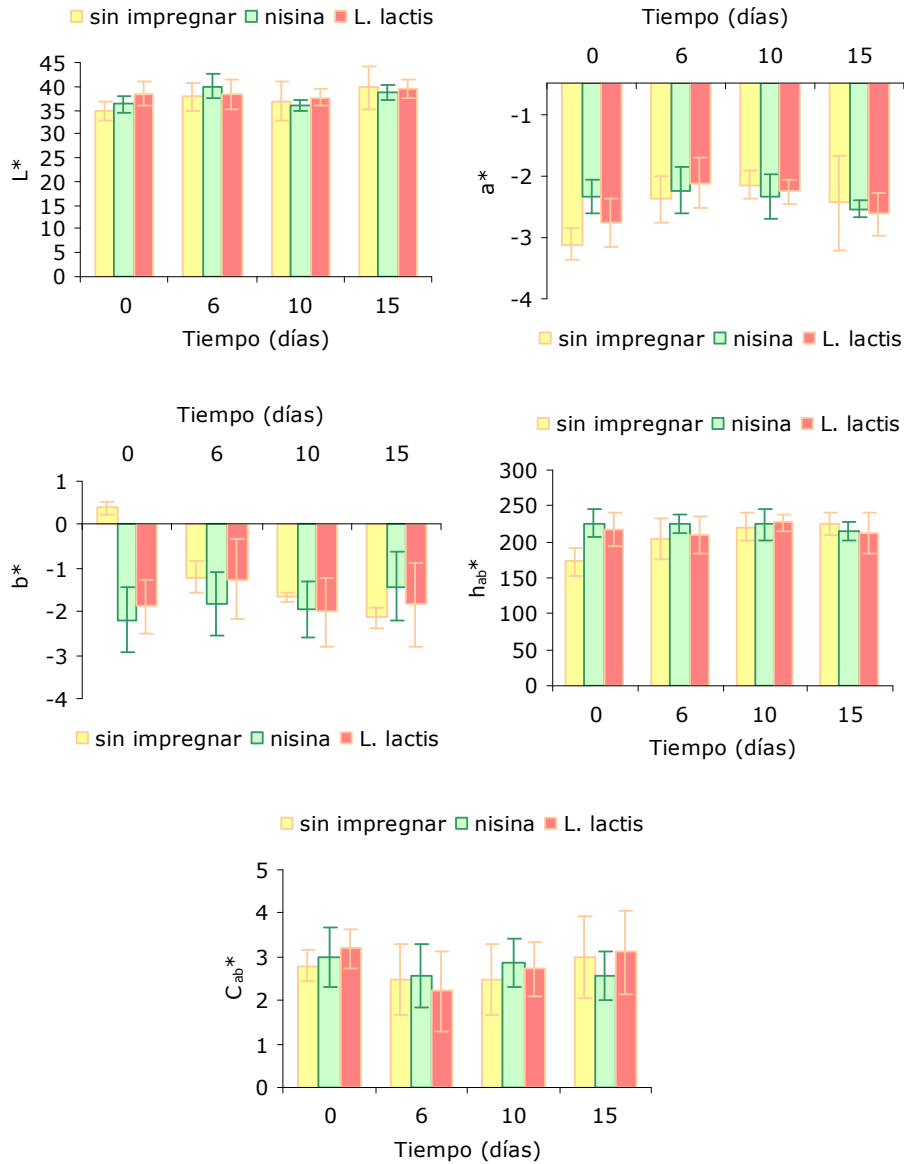 sin impregnar nisina L. lactis
45
40
35
30
25
20
15
10
5
0
L*
0 6 10 15
Tiempo (días)
Tiempo (días)
0 6 10 15
-1
-2
-3
-4
a*
sin impregnar nisina L. lactis
Tiempo (días)
0 6 10 15
1
0
-1
-2
-3
-4
b*
sin impregnar nisina L. lactis
sin impregnar nisina L. lactis
300
250
200
150
100
50
0
hab*
0 6 10 15
Tiempo (días)
sin impregnar nisina L. lactis
5
4
3
2
1
0
Cab*
0 6 10 15
Tiempo (días)